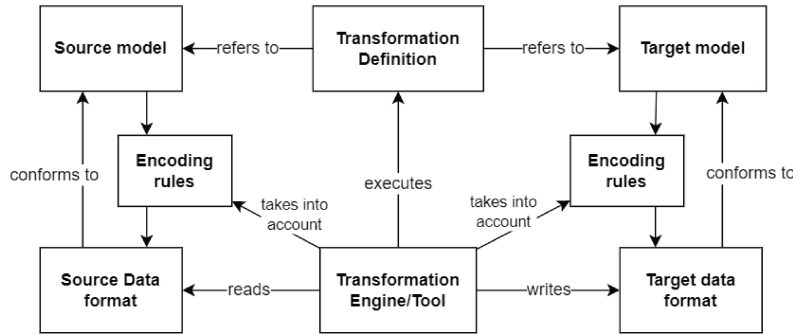 Source model
refers to
Transformation
Definition
refers to
Target model
conforms to
Encoding
rules
executes
Encoding
rules
conforms to
takes into
account
takes into
account
Source Data
format
reads
Transformation
Engine/Tool
writes
Target data
format